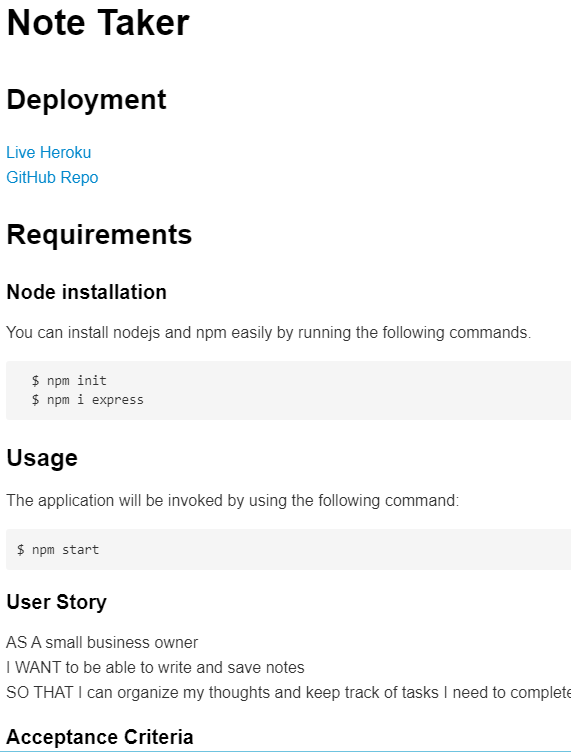 Note Taker
Deployment
Live Heroku
GitHub Repo
Requirements
Node installation
You can install nodejs and npm easily by running the following commands.
$ npm init
$ npm i express
Usage
The application will be invoked by using the following command:
$ npm start
User Story
AS A small business owner
I WANT to be able to write and save notes
SO THAT I can organize my thoughts and keep track of tasks I need to complete
Acceptance Criteria